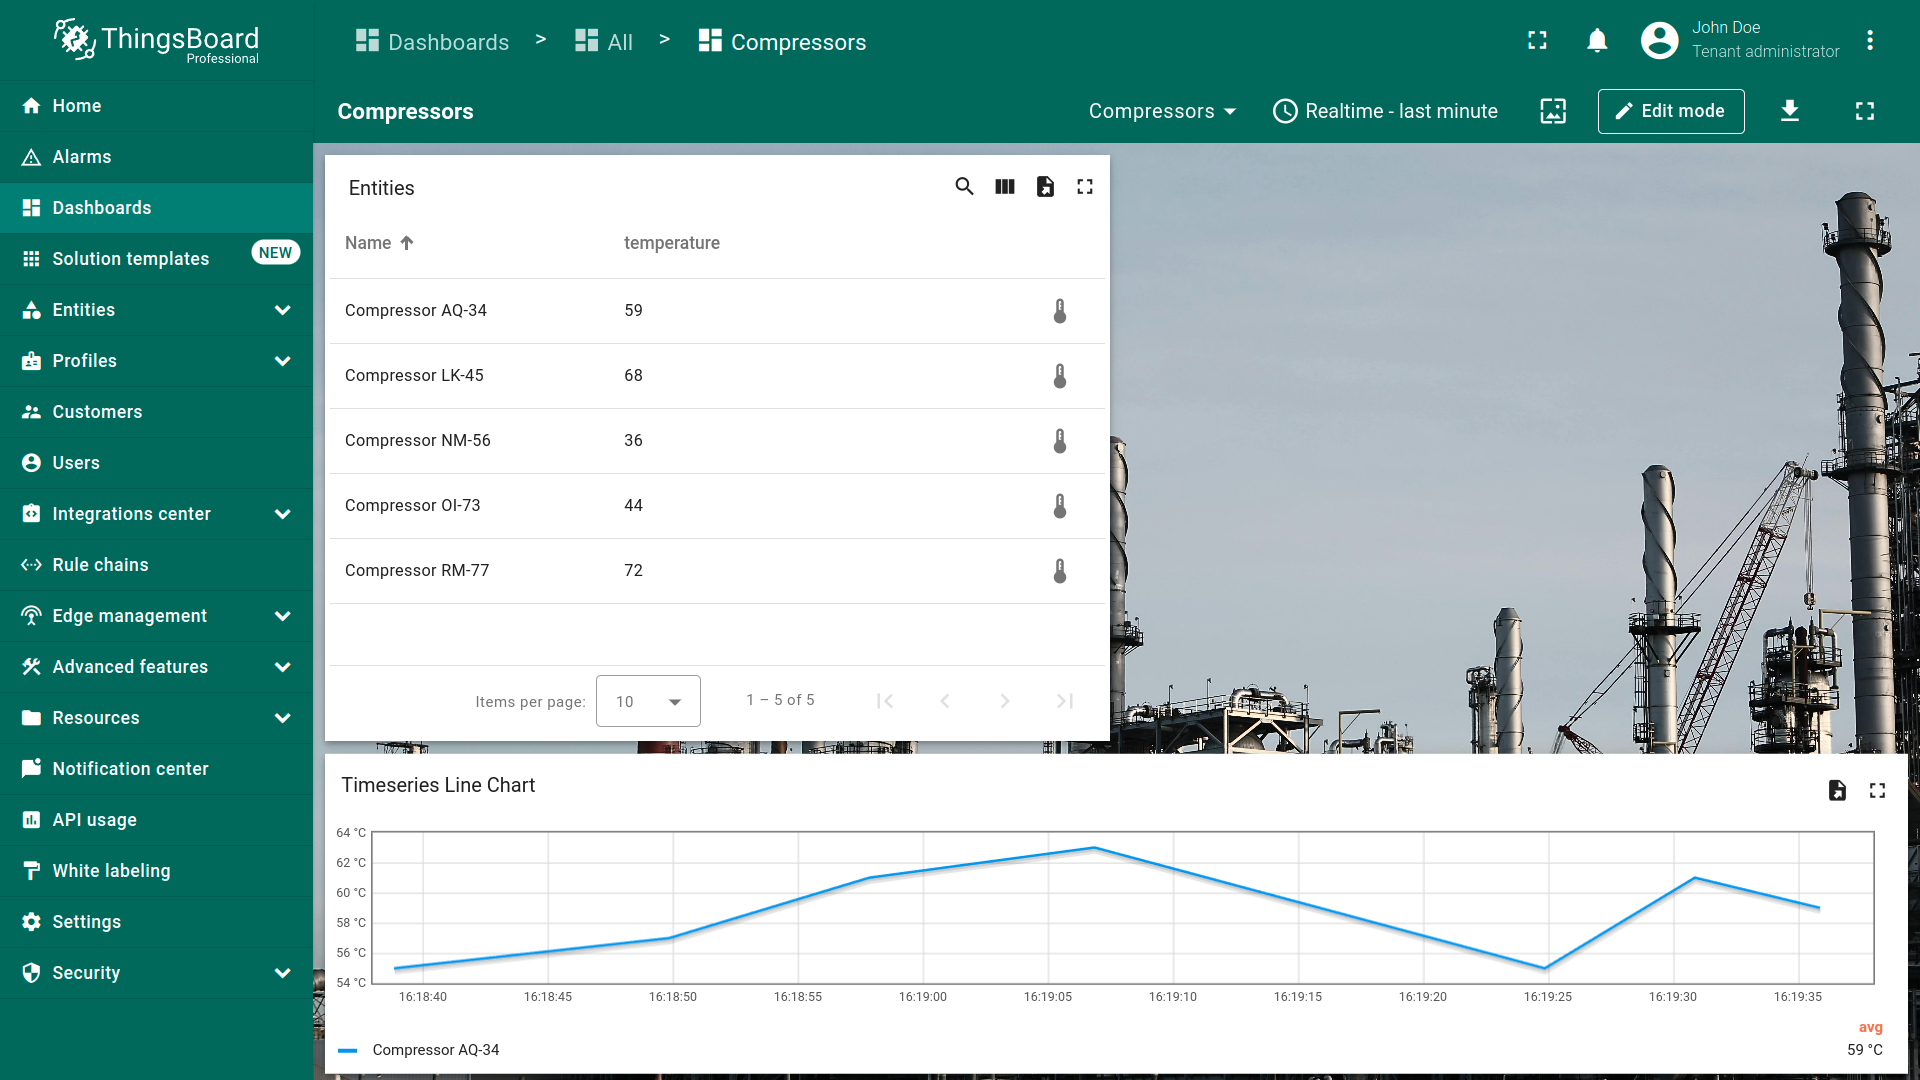 ThingsBoard
Professional
Dashboards > All > Compressors
John Doe
Tenant administrator
Compressors
Compressors
Realtime - last minute
Edit mode
Home
Alarms
Dashboards
Solution templates
NEW
Entities
Profiles
Customers
Users
Integrations center
Rule chains
Edge management
Advanced features
Resources
Notification center
API usage
White labeling
Settings
Security
Entities
Name temperature
Compressor AQ-34 59
Compressor LK-45 68
Compressor NM-56 36
Compressor OI-73 44
Compressor RM-77 72
Items per page: 10 1 – 5 of 5
Timeseries Line Chart
64 °C
62 °C
60 °C
58 °C
56 °C
54 °C
16:18:40 16:18:45 16:18:50 16:18:55 16:19:00 16:19:05 16:19:10 16:19:15 16:19:20 16:19:25 16:19:30 16:19:35
avg
Compressor AQ-34 59 °C